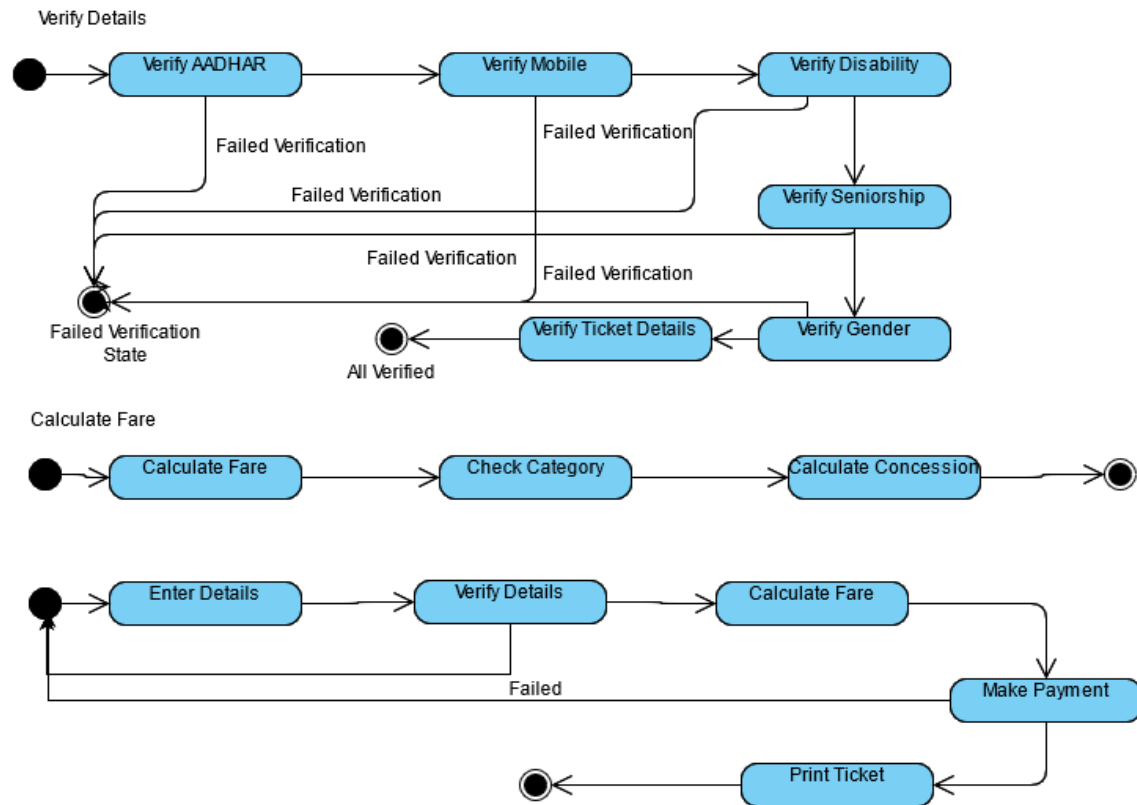 Verify Details
Verify AADHAR
Verify Mobile
Verify Disability
Failed Verification
Failed Verification
Failed Verification
Verify Seniorship
Failed Verification
Failed Verification
Failed Verification
State
Verify Ticket Details
Verify Gender
All Verified
Calculate Fare
Calculate Fare
Check Category
Calculate Concession
Enter Details
Verify Details
Calculate Fare
Failed
Make Payment
Print Ticket